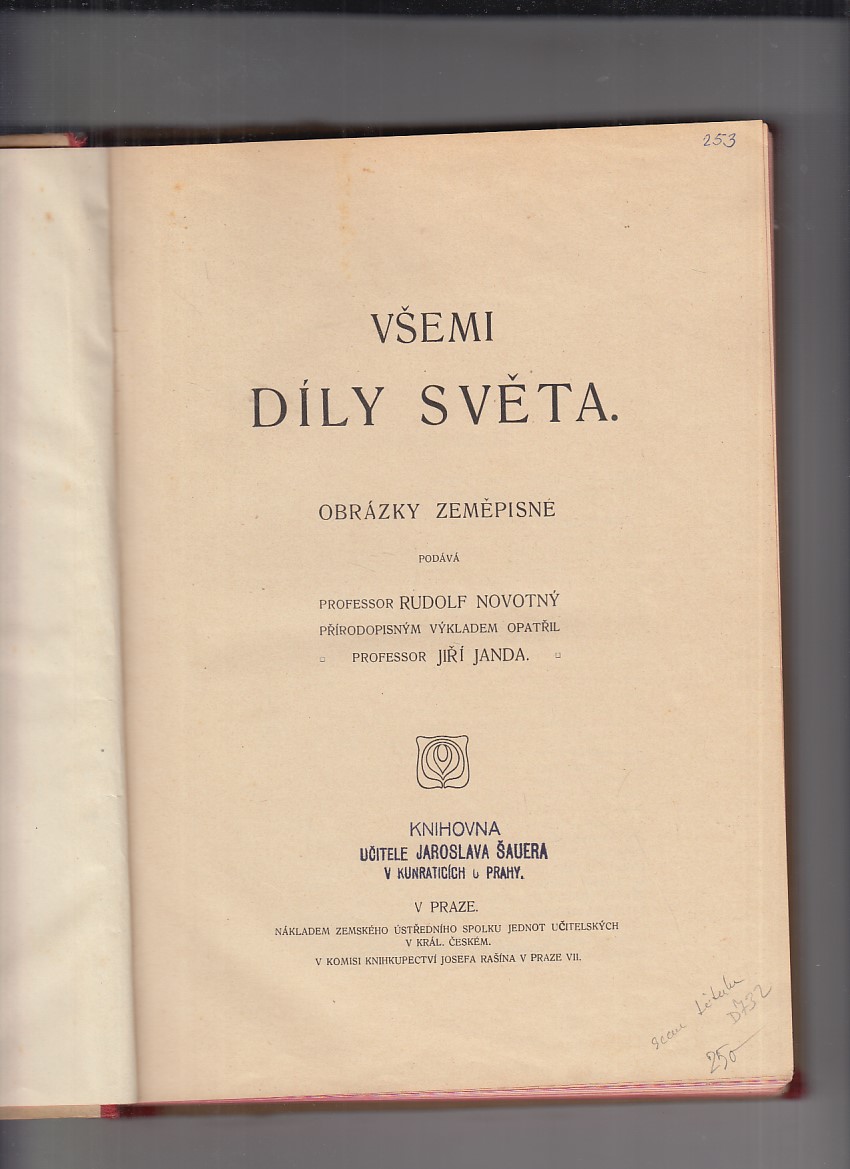 253
VŠEMI
DÍLY SVĚTA.
OBRÁZKY ZEMĚPISNÉ
PODÁVÁ
PROFESSOR RUDOLF NOVOTNÝ
PŘÍRODOPISNÝM VÝKLADEM OPATŘIL
PROFESSOR JIŘÍ JANDA.
KNIHOVNA
UČITELE JAROSLAVA ŠAUERA
V KUNRATICÍCH u PRAHY.
V PRAZE.
NÁKLADEM ZEMSKÉHO ÚSTŘEDNÍHO SPOLKU JEDNOT UČITELSKÝCH
V KRÁL. ČESKÉM.
V KOMISI KNIHKUPECTVÍ JOSEFA RAŠÍNA V PRAZE VII.
scan
D732
250